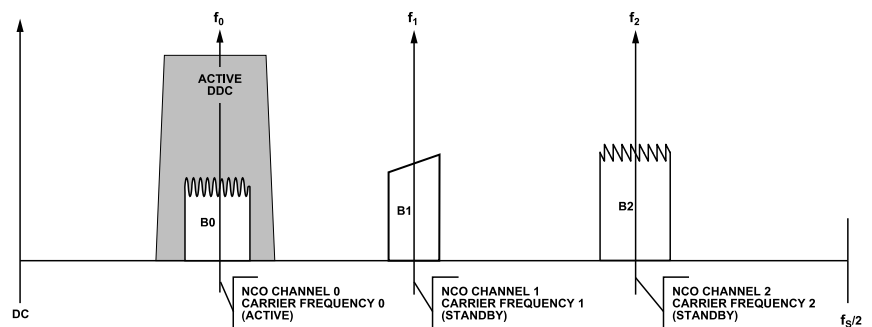 f0
f1
f2
ACTIVE
DDC
B0
B1
B2
DC
NCO CHANNEL 0
CARRIER FREQUENCY 0
(ACTIVE)
NCO CHANNEL 1
CARRIER FREQUENCY 1
(STANDBY)
NCO CHANNEL 2
CARRIER FREQUENCY 2
(STANDBY)
fS/2